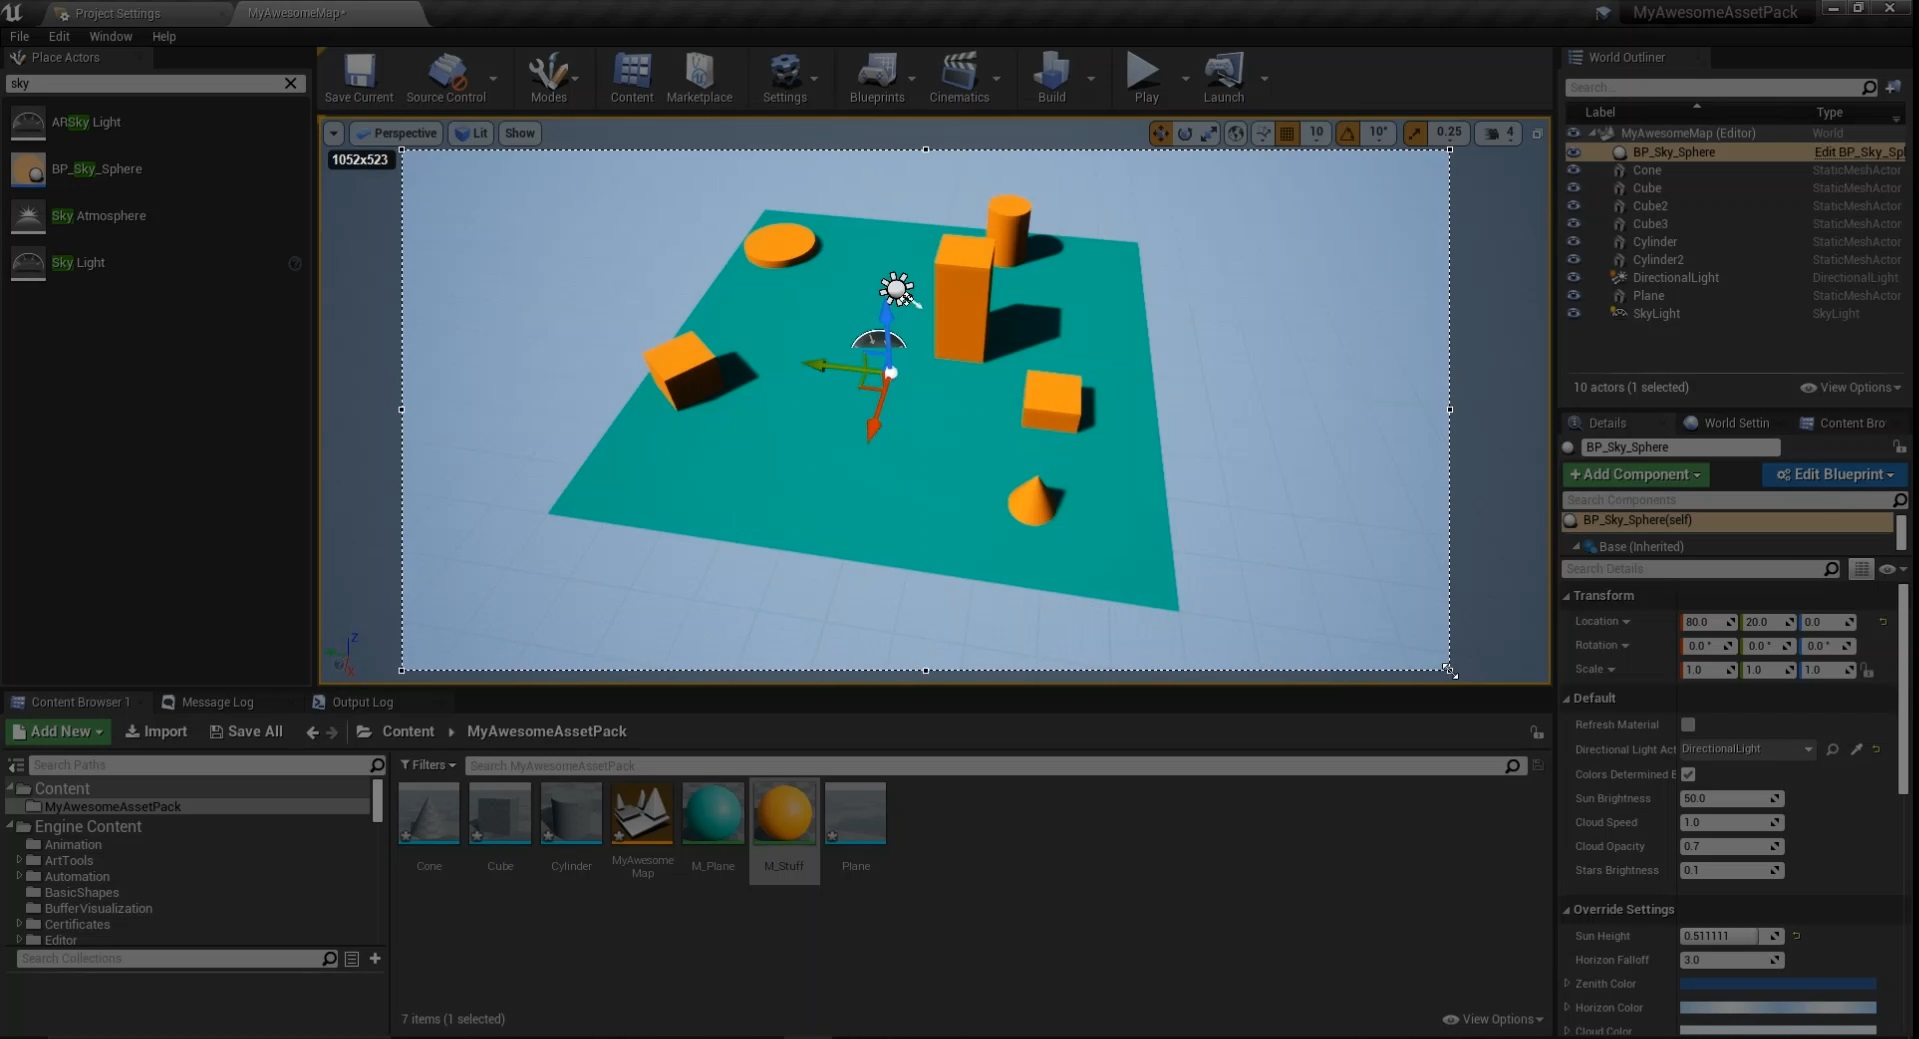 Project Settings
MyAwesomeMap•
MyAwesomeAssetPack
File Edit Window Help
Place Actors
sky
ARSky Light
BP_Sky_Sphere
Sky Atmosphere
Sky Light
Save Current
Source Control
Modes
Content
Marketplace
Settings
Blueprints
Cinematics
Build
Play
Launch
Perspective
Lit
Show
10
10°
0.25
4
1052x523
Z
X
World Outliner
Search...
Label Type
MyAwesomeMap (Editor) World
BP_Sky_Sphere Edit BP_Sky_Sp
Cone StaticMeshActor
Cube StaticMeshActor
Cube2 StaticMeshActor
Cube3 StaticMeshActor
Cylinder StaticMeshActor
Cylinder2 StaticMeshActor
DirectionalLight DirectionalLight
Plane StaticMeshActor
SkyLight SkyLight
10 actors (1 selected)
View Options
Details
World Settin
Content Bro
BP_Sky_Sphere
+Add Component
Edit Blueprint
Search Components
BP_Sky_Sphere(self)
Base (Inherited)
Search Details
Transform
Location 80.0 20.0 0.0
Rotation 0.0 ° 0.0 ° 0.0 °
Scale 1.0 1.0 1.0
Default
Refresh Material
Directional Light Act DirectionalLight
Colors Determined E
Sun Brightness 50.0
Cloud Speed 1.0
Cloud Opacity 0.7
Stars Brightness 0.1
Override Settings
Sun Height 0.511111
Horizon Falloff 3.0
Zenith Color
Horizon Color
Cloud Color
Content Browser 1
Message Log
Output Log
Add New
Import
Save All
Content
MyAwesomeAssetPack
Search Paths
Content
MyAwesomeAssetPack
Engine Content
Animation
ArtTools
Automation
BasicShapes
BufferVisualization
Certificates
Editor
Search Collections
Filters
Search MyAwesomeAssetPack
Cone
Cube
Cylinder
MyAwesome
Map
M_Plane
M_Stuff
Plane
7 items (1 selected)
View Options